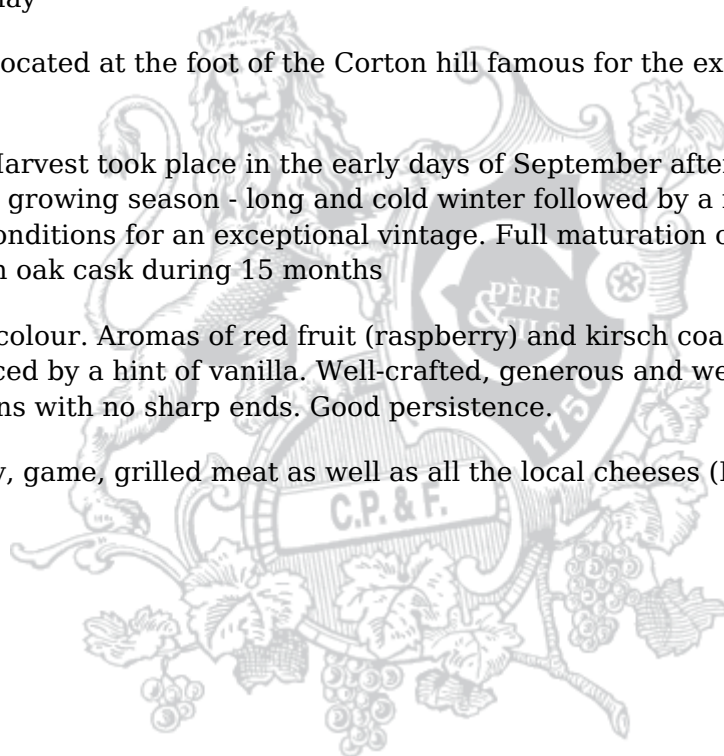 ocated at the foot of the Corton hill famous for the ex
Harvest took place in the early days of September after
growing season - long and cold winter followed by a
onditions for an exceptional vintage. Full maturation
oak cask during 15 months
colour. Aromas of red fruit (raspberry) and kirsch coa
ced by a hint of vanilla. Well-crafted, generous and we
ns with no sharp ends. Good persistence.
game, grilled meat as well as all the local cheeses
PÈRE
& FILS
1750
C.P. & F.